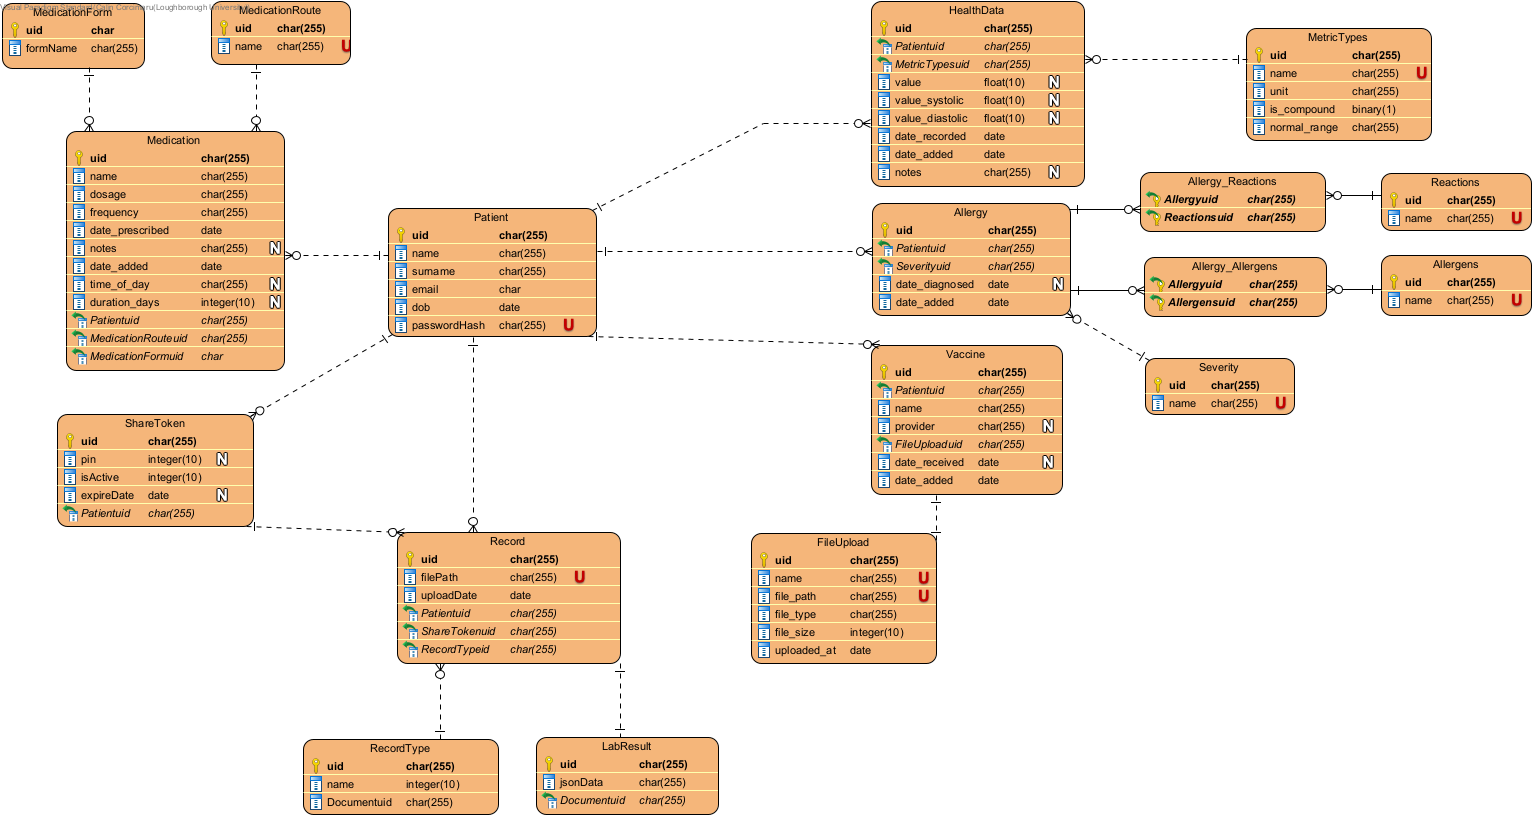 Visual Paradigm Standard(Calin Corcimaru(Loughborough University))
MedicationForm
uid char
formName char(255)
MedicationRoute
uid char(255)
name char(255) U
HealthData
uid char(255)
Patientuid char(255)
MetricTypesuid char(255)
value float(10) N
value_systolic float(10) N
value_diastolic float(10) N
date_recorded date
date_added date
notes char(255) N
MetricTypes
uid char(255)
name char(255) U
unit char(255)
is_compound binary(1)
normal_range char(255)
Medication
uid char(255)
name char(255)
dosage char(255)
frequency char(255)
date_prescribed date
notes char(255) N
date_added date
time_of_day char(255) N
duration_days integer(10) N
Patientuid char(255)
MedicationRouteuid char(255)
MedicationFormuid char
Patient
uid char(255)
name char(255)
surname char(255)
email char
dob date
passwordHash char(255) U
Allergy
uid char(255)
Patientuid char(255)
Severityuid char(255)
date_diagnosed date N
date_added date
Allergy_Reactions
Allergyuid char(255)
Reactionsuid char(255)
Reactions
uid char(255)
name char(255) U
Allergy_Allergens
Allergyuid char(255)
Allergensuid char(255)
Allergens
uid char(255)
name char(255) U
Severity
uid char(255)
name char(255) U
Vaccine
uid char(255)
Patientuid char(255)
name char(255)
provider char(255) N
FileUploaduid char(255)
date_received date N
date_added date
ShareToken
uid char(255)
pin integer(10) N
isActive integer(10)
expireDate date N
Patientuid char(255)
Record
uid char(255)
filePath char(255) U
uploadDate date
Patientuid char(255)
ShareTokenuid char(255)
RecordTypeid char(255)
FileUpload
uid char(255)
name char(255) U
file_path char(255) U
file_type char(255)
file_size integer(10)
uploaded_at date
RecordType
uid char(255)
name integer(10)
Documentuid char(255)
LabResult
uid char(255)
jsonData char(255)
Documentuid char(255)